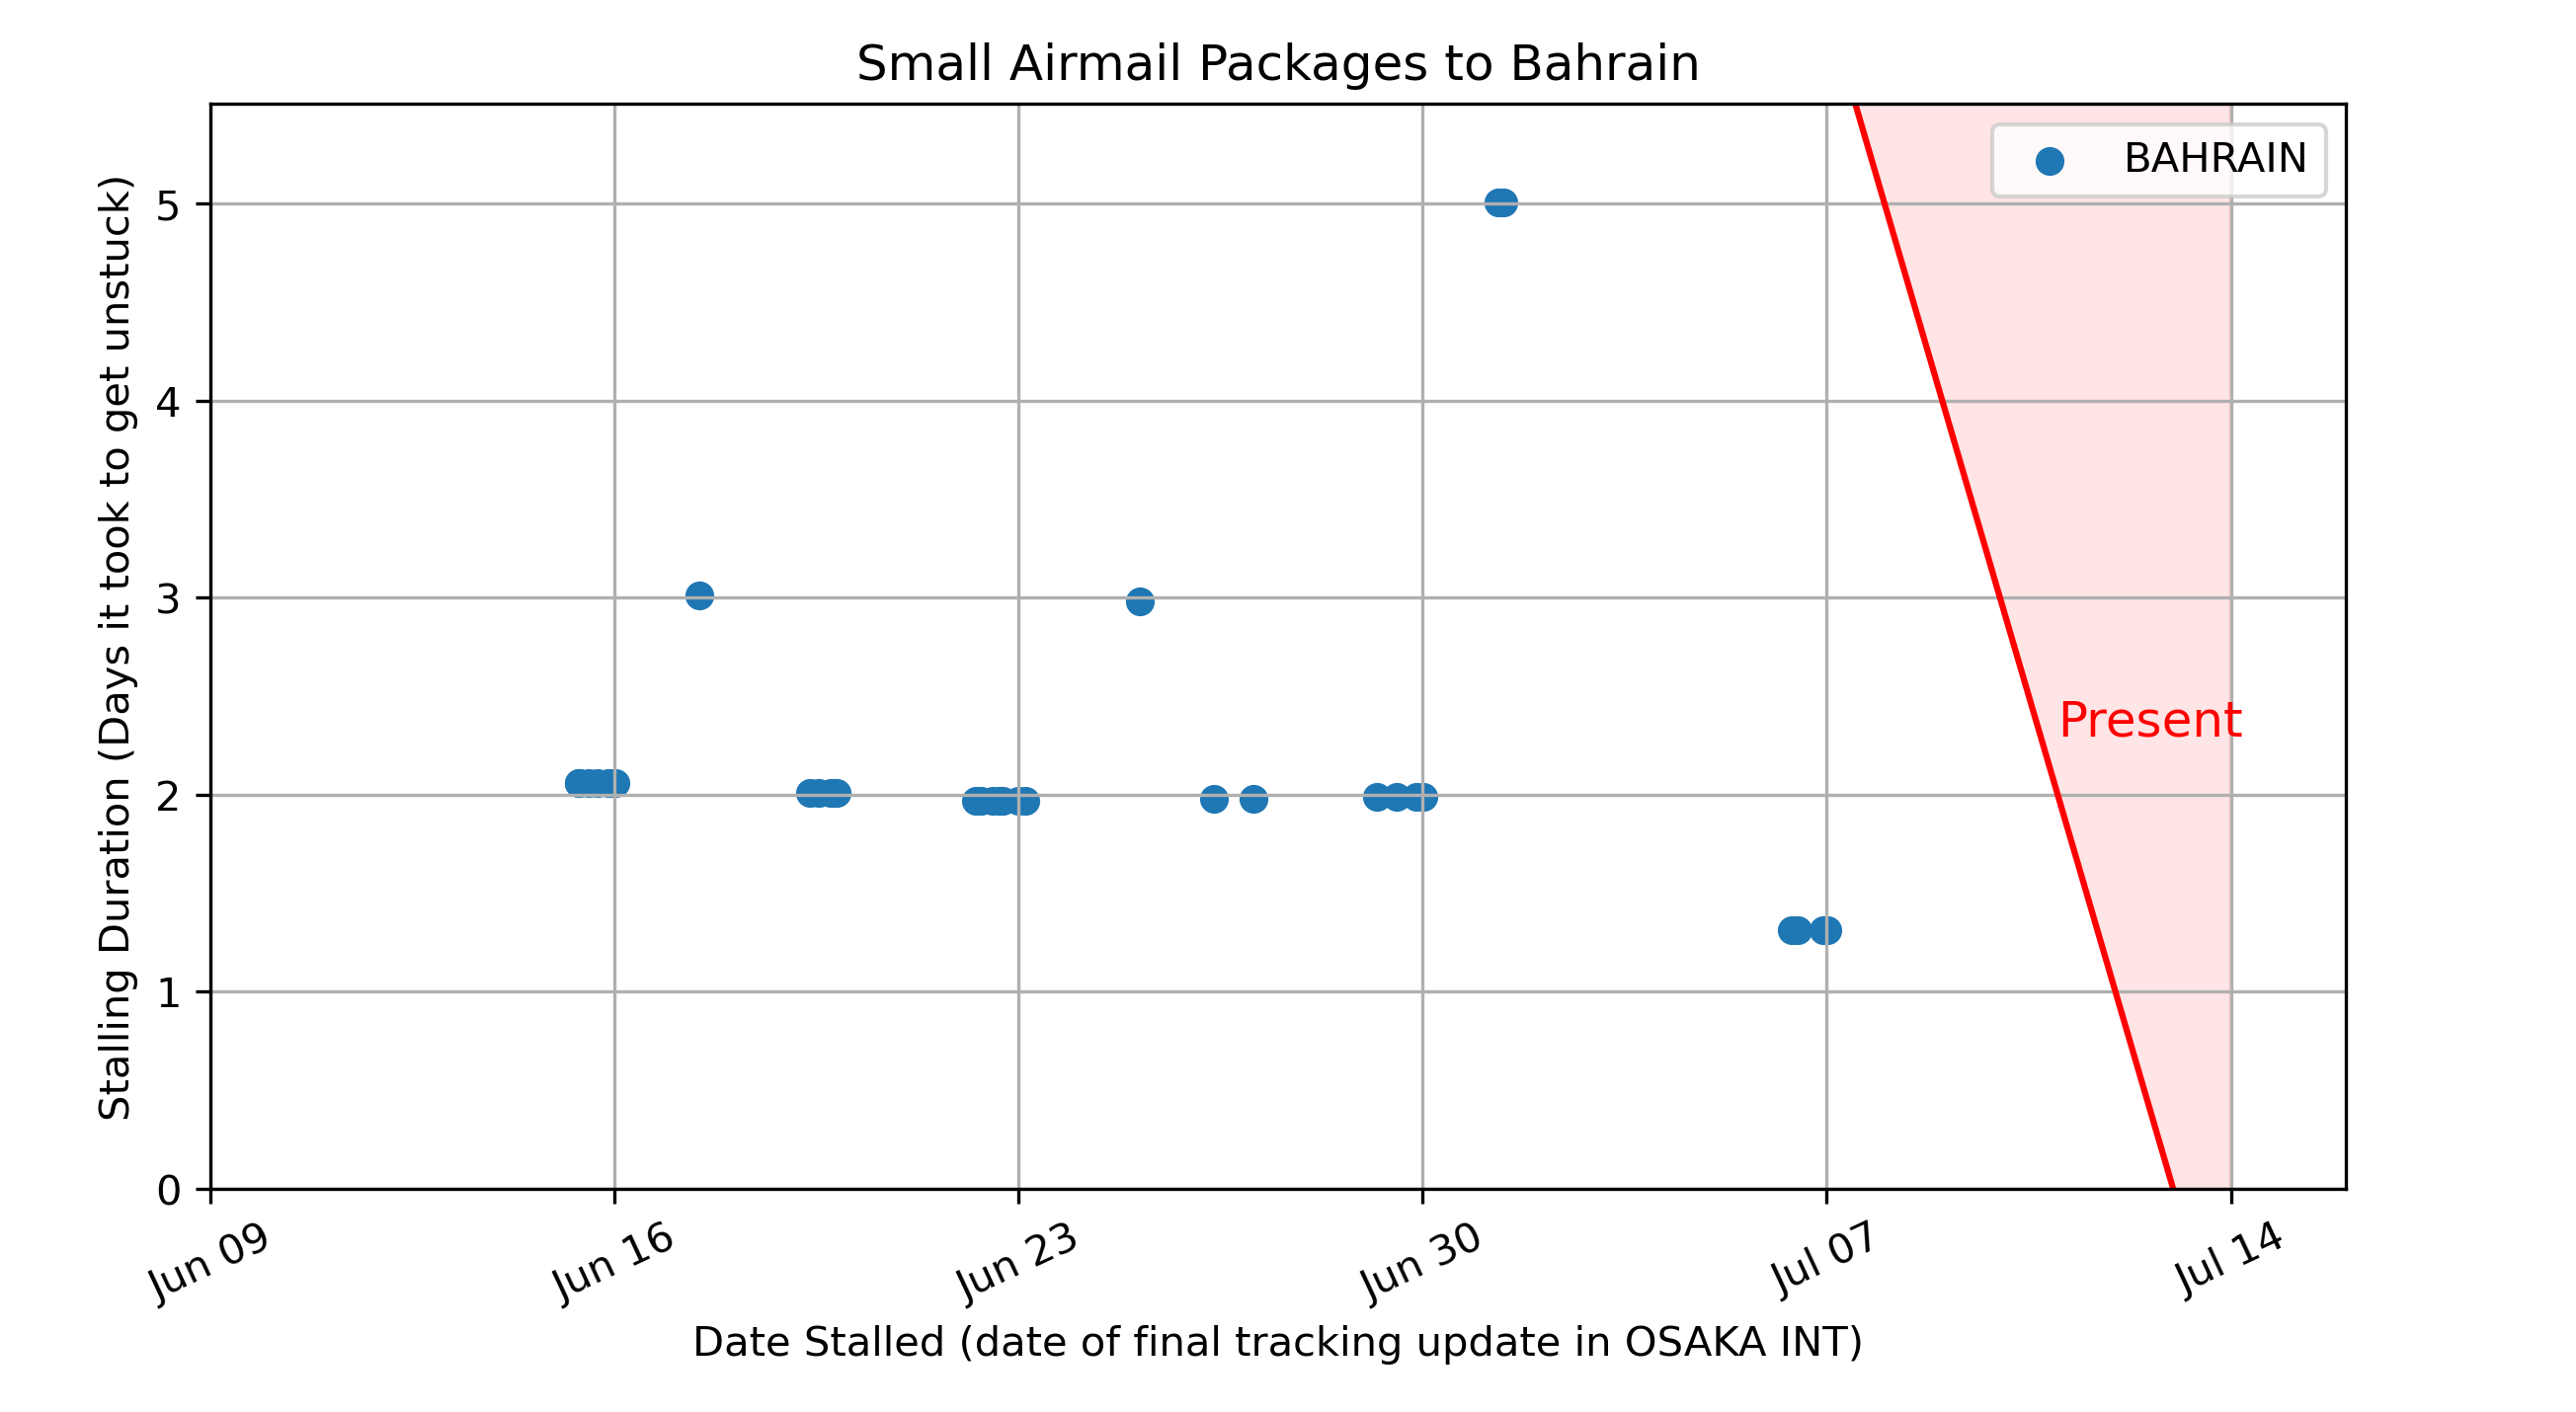 Small Airmail Packages to Bahrain
BAHRAIN
Present
Stalling Duration (Days it took to get unstuck)
5
4
3
2
1
0
Jun 09
Jun 16
Jun 23
Jun 30
Jul 07
Jul 14
Date Stalled (date of final tracking update in OSAKA INT)